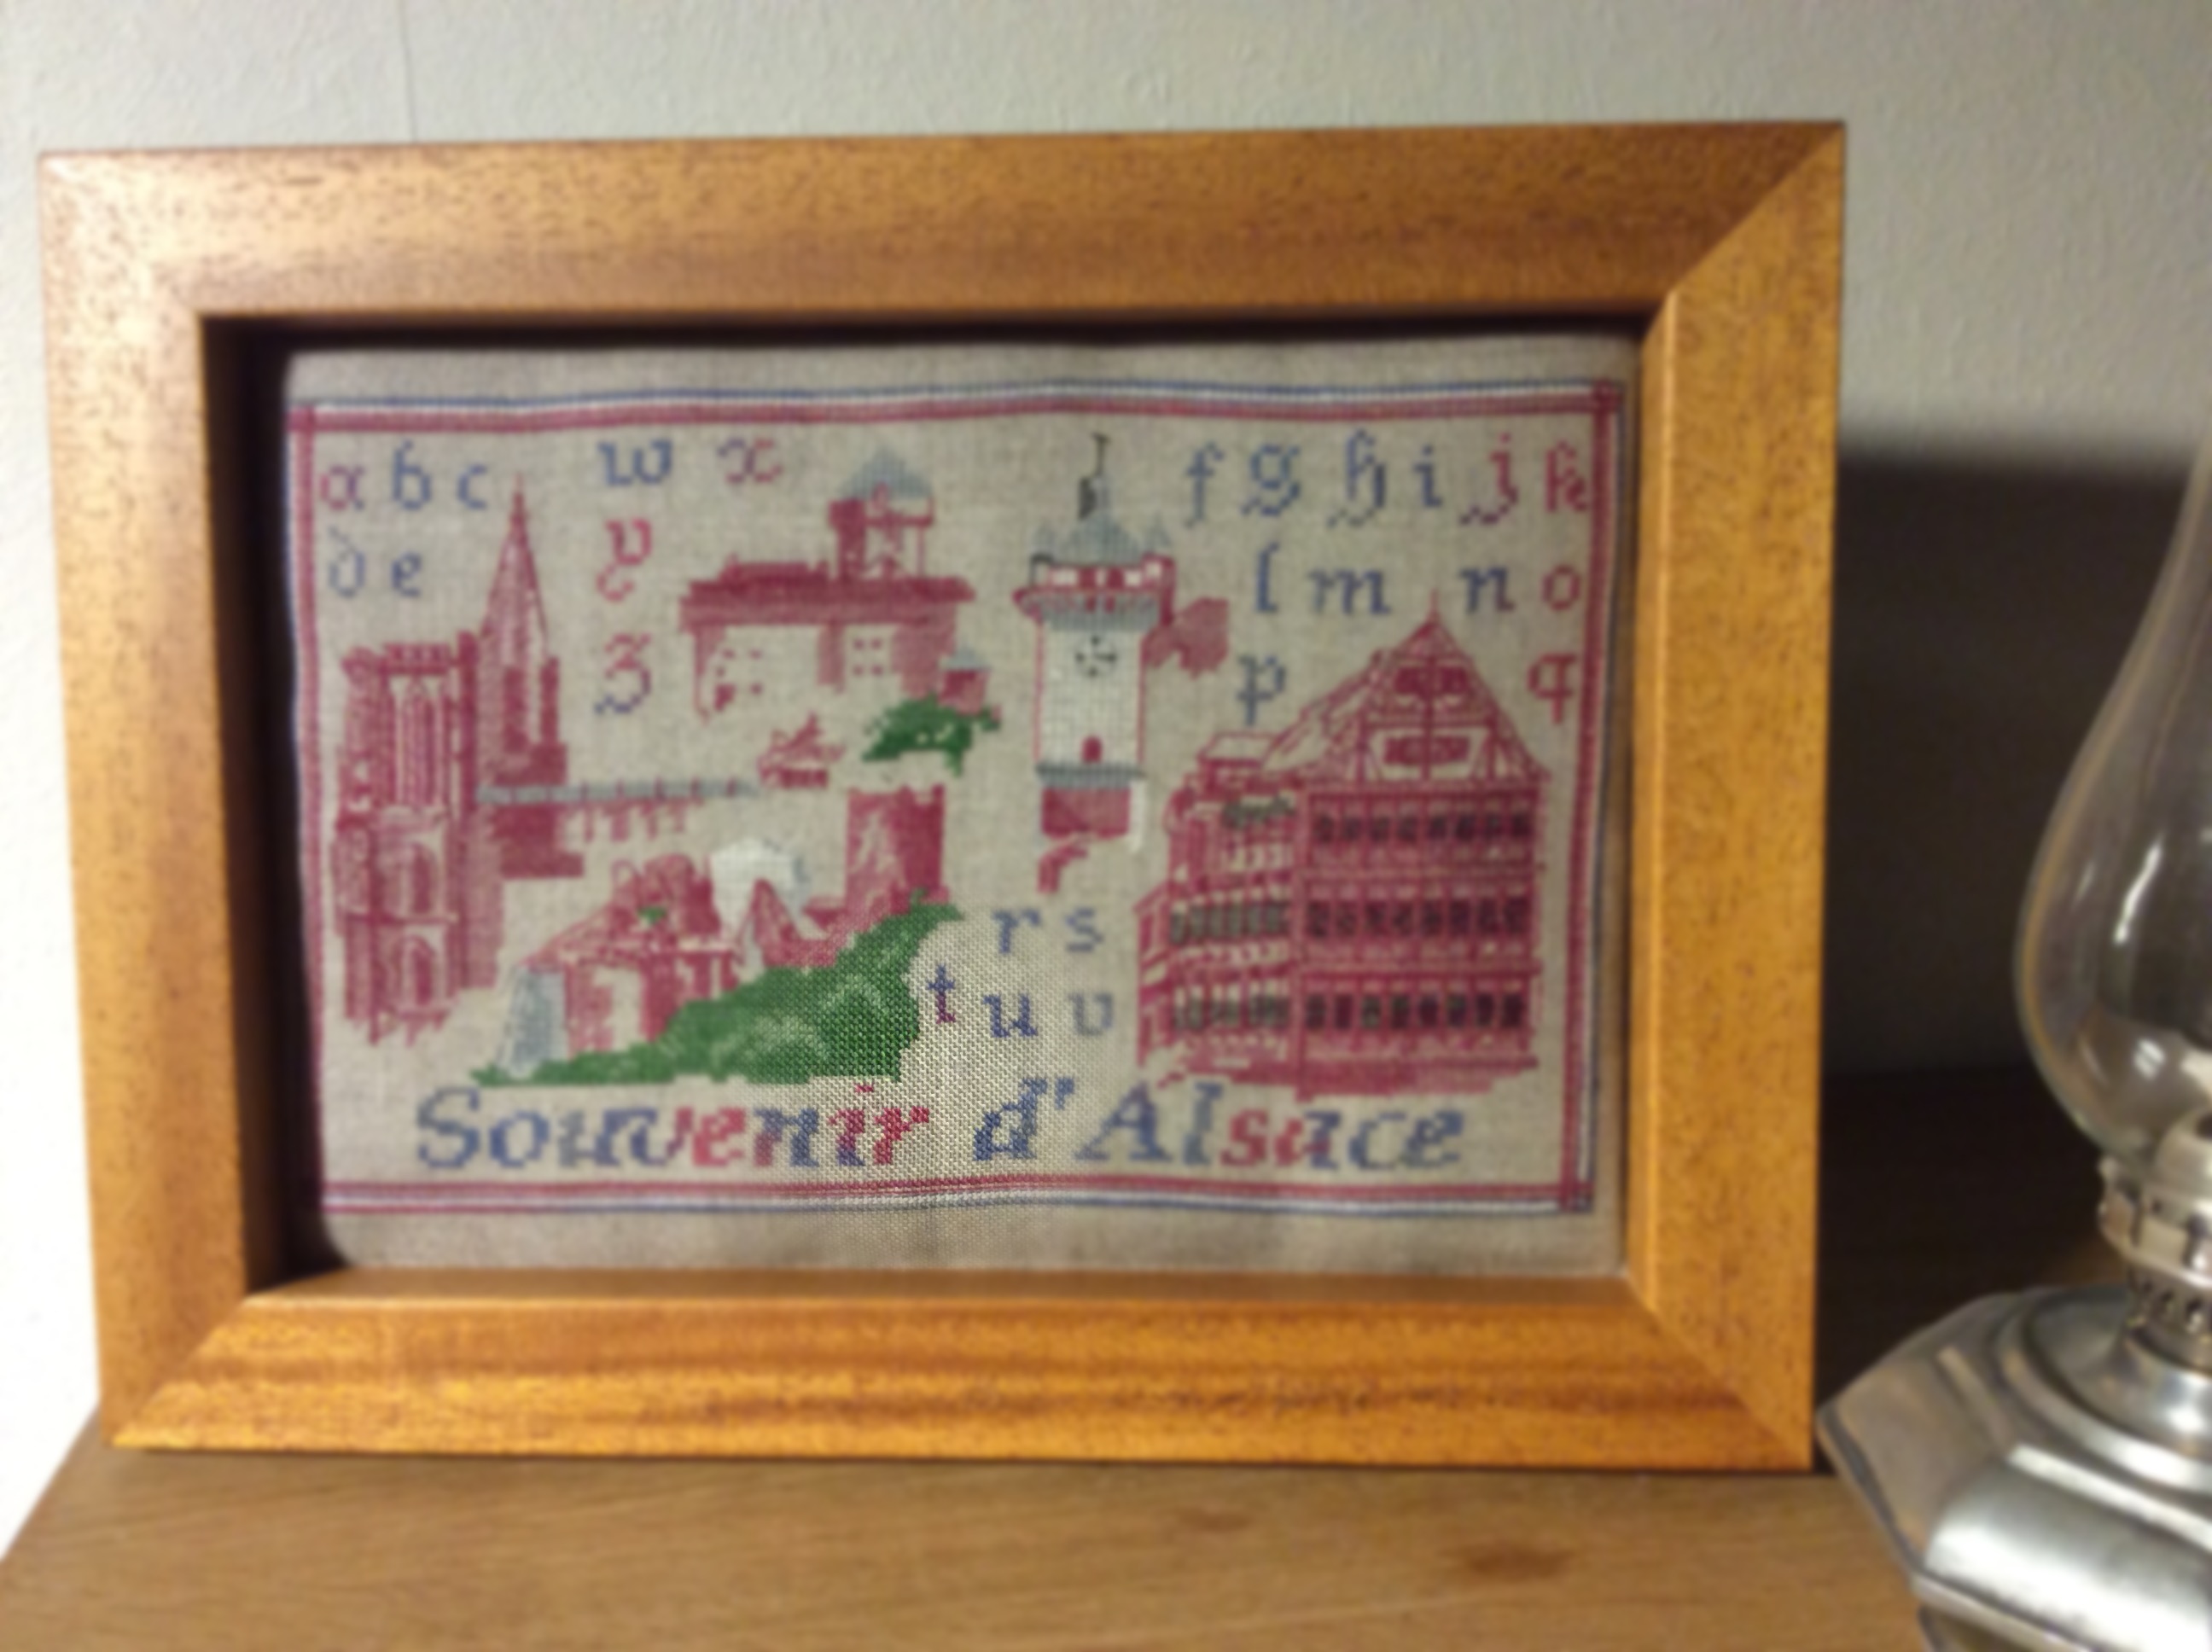 a b c
d e
w x
y
z
f g h i j k
l m n o
p q
r s
t u v
Souvenir d'Alsace